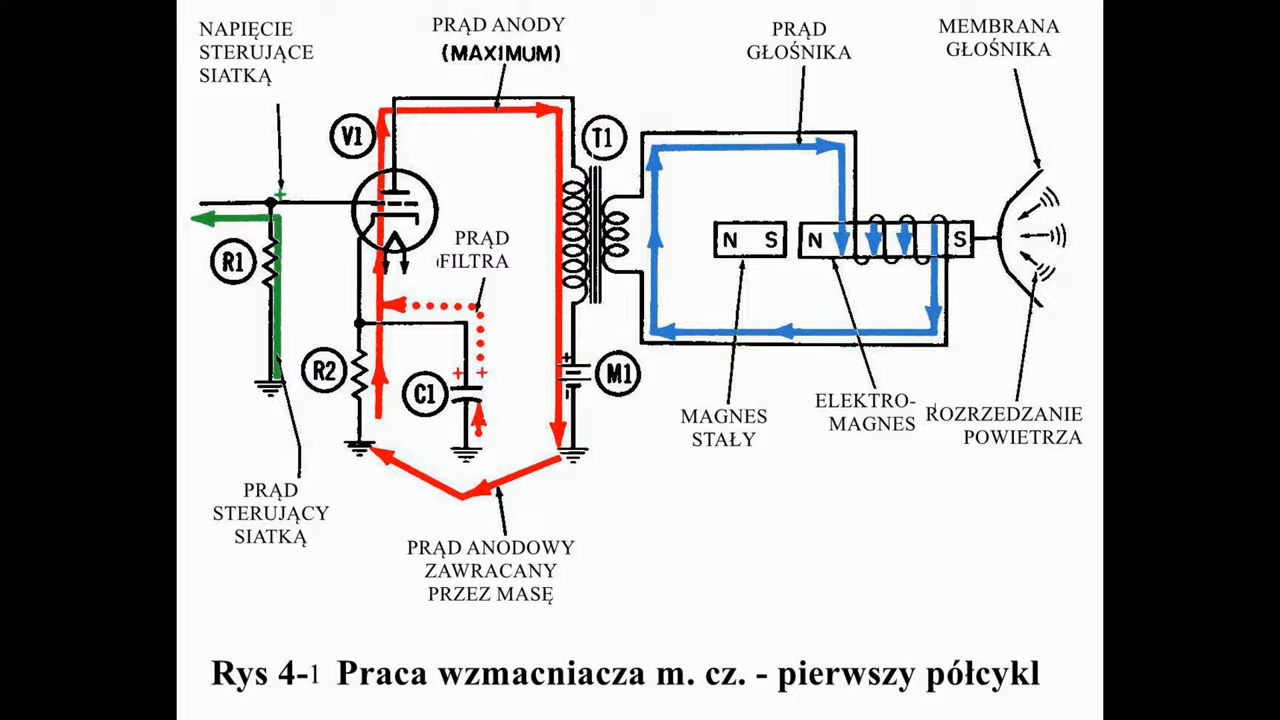 NAPIĘCIE
STERUJĄCE
SIATKĄ
PRĄD ANODY
(MAXIMUM)
PRĄD
GŁOŚNIKA
MEMBRANA
GŁOŚNIKA
V1
T1
+
R1
PRĄD
FILTRA
N S
N S
R2
C1
+ +
+
M1
MAGNES
STAŁY
ELEKTRO-
MAGNES
ROZRZEDZANIE
POWIETRZA
PRĄD
STERUJĄCY
SIATKĄ
PRĄD ANODOWY
ZAWRACANY
PRZEZ MASĘ
Rys 4-1 Praca wzmacniacza m. cz. - pierwszy półcykl